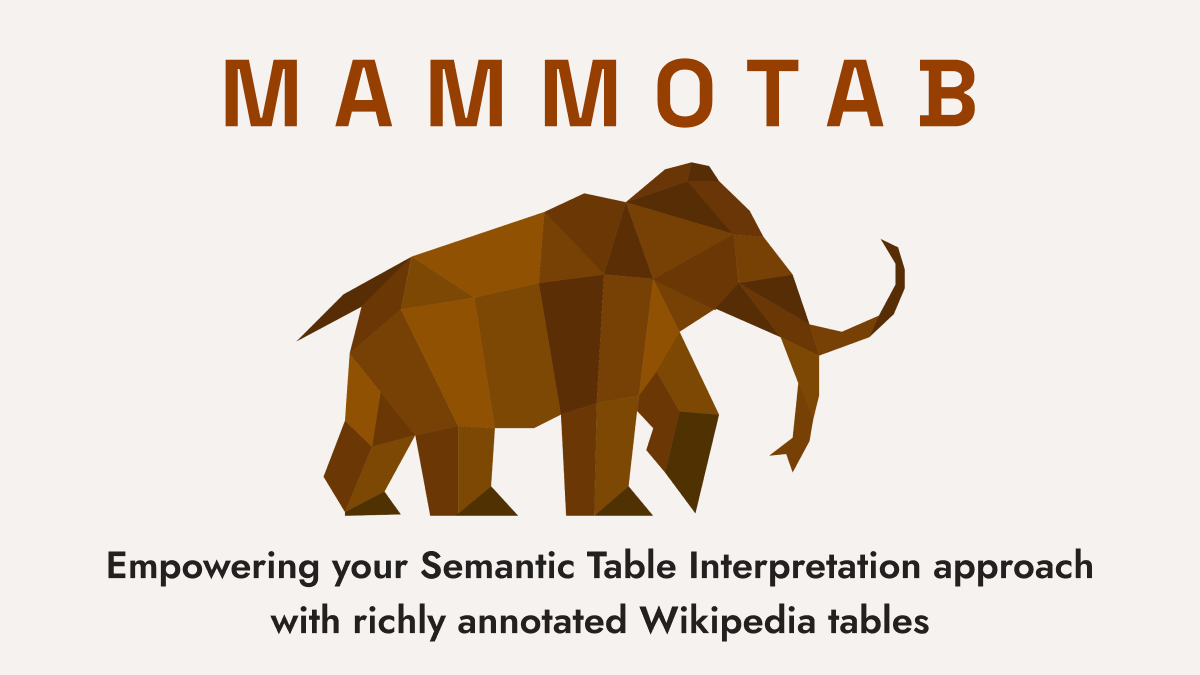 MAMMOTAB
Empowering your Semantic Table Interpretation approach
with richly annotated Wikipedia tables